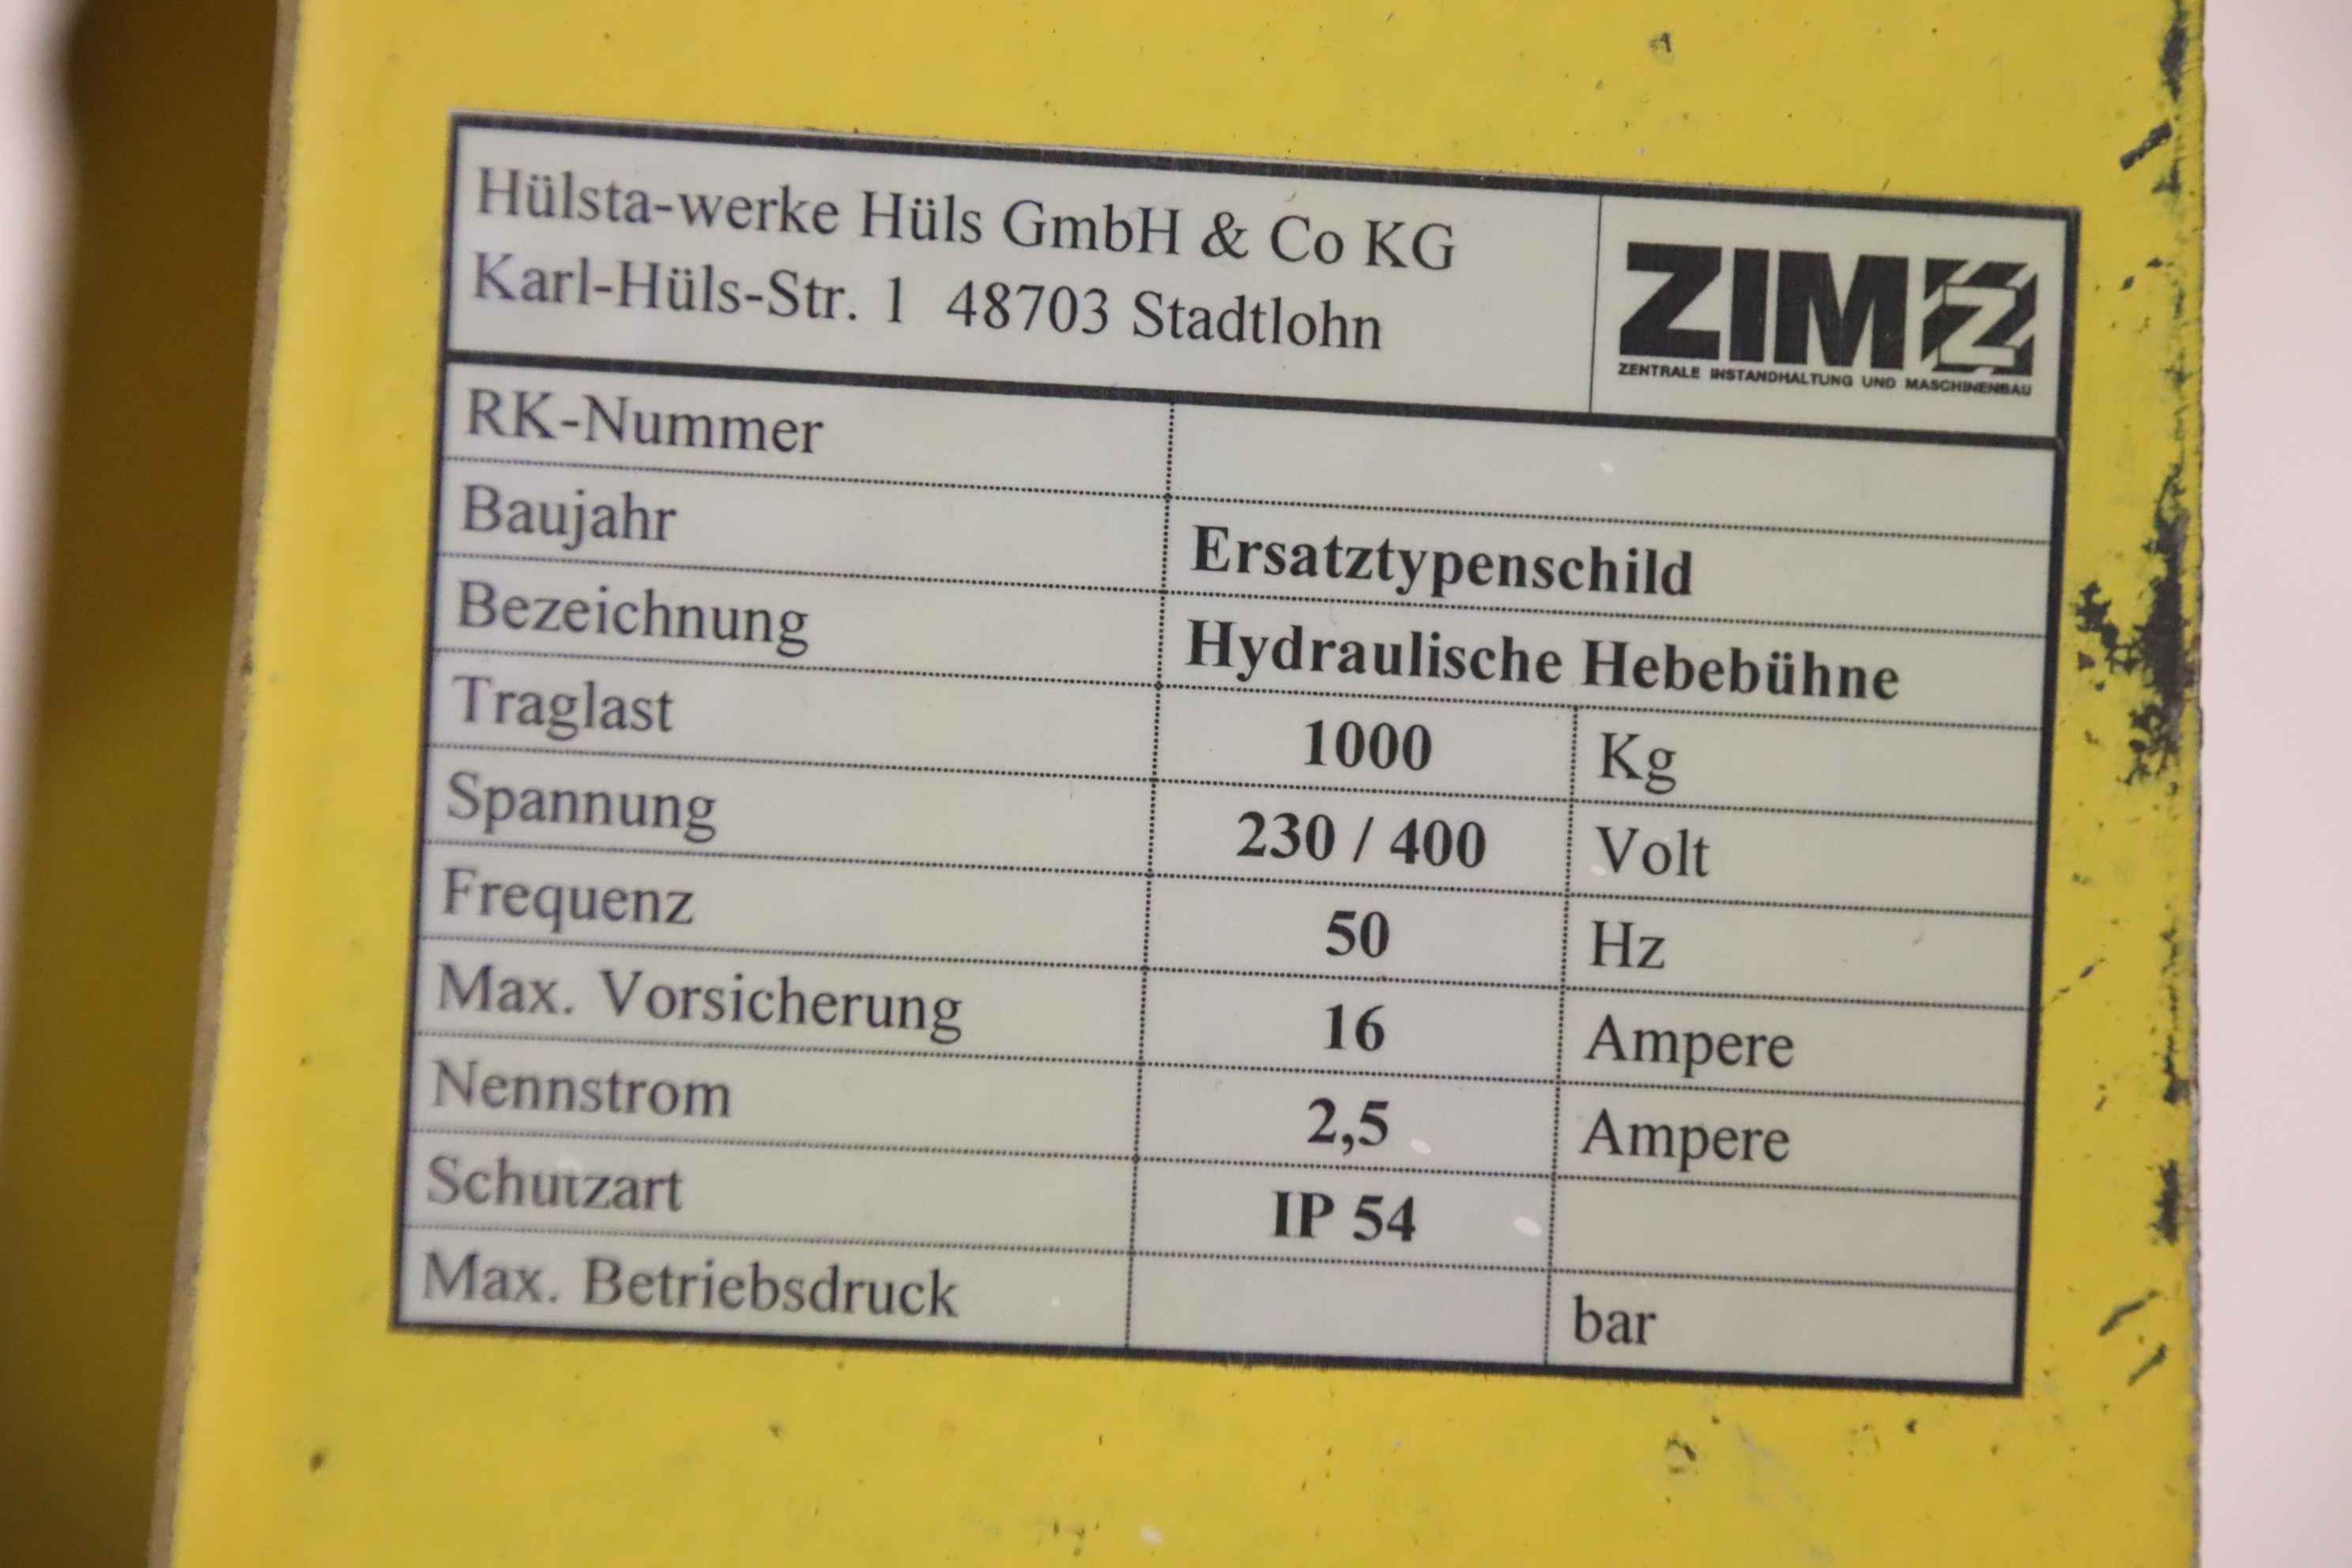 Hülsta-werke Hüls GmbH & Co KG
Karl-Hüls-Str. 1 48703 Stadtlohn
ZIM Z
ZENTRALE INSTANDHALTUNG UND MASCHINENBAU
RK-Nummer
Baujahr Ersatztypenschild
Bezeichnung Hydraulische Hebebühne
Traglast 1000 Kg
Spannung 230 / 400 Volt
Frequenz 50 Hz
Max. Vorsicherung 16 Ampere
Nennstrom 2,5 Ampere
Schutzart IP 54
Max. Betriebsdruck bar